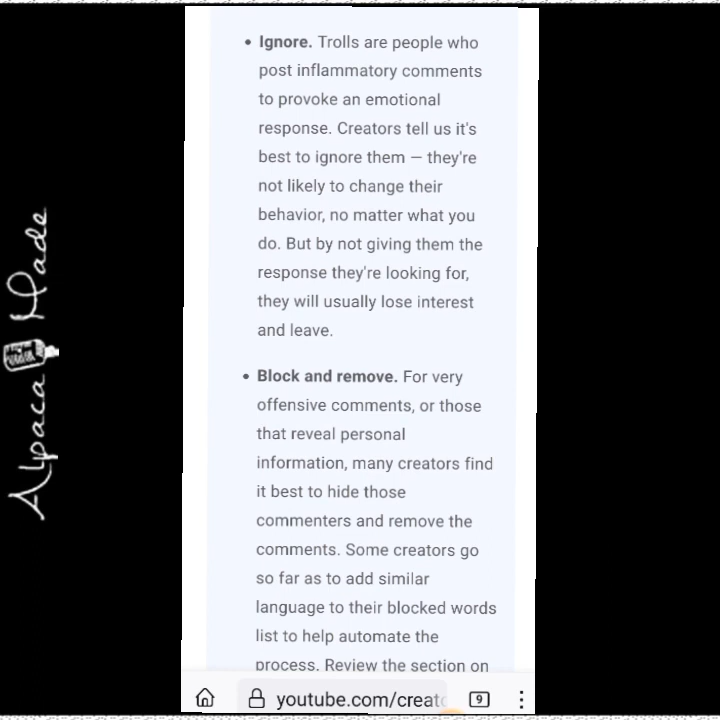 Alpaca Made
• Ignore. Trolls are people who
post inflammatory comments
to provoke an emotional
response. Creators tell us it's
best to ignore them — they're
not likely to change their
behavior, no matter what you
do. But by not giving them the
response they're looking for,
they will usually lose interest
and leave.
• Block and remove. For very
offensive comments, or those
that reveal personal
information, many creators find
it best to hide those
commenters and remove the
comments. Some creators go
so far as to add similar
language to their blocked words
list to help automate the
process. Review the section on
youtube.com/creato
9